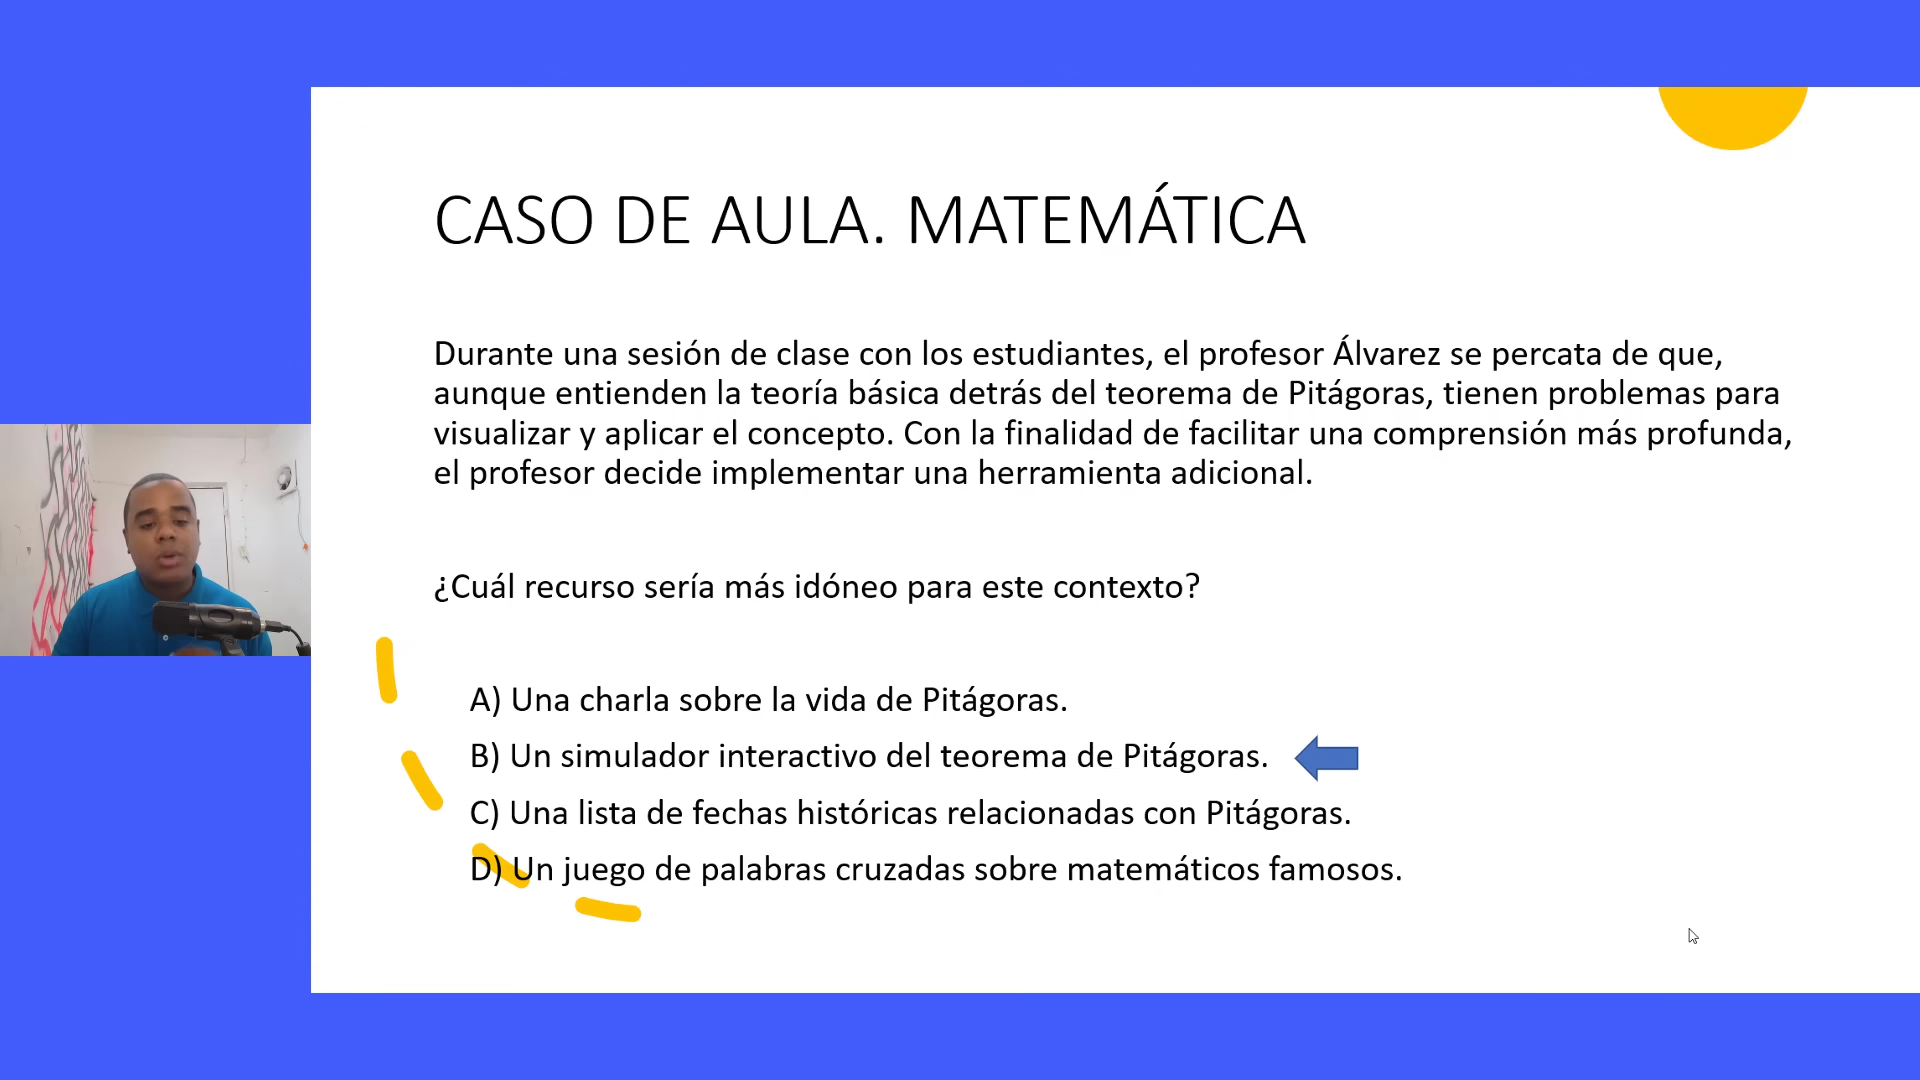 CASO DE AULA. MATEMÁTICA
Durante una sesión de clase con los estudiantes, el profesor Álvarez se percata de que,
aunque entienden la teoría básica detrás del teorema de Pitágoras, tienen problemas para
visualizar y aplicar el concepto. Con la finalidad de facilitar una comprensión más profunda,
el profesor decide implementar una herramienta adicional.
¿Cuál recurso sería más idóneo para este contexto?
A) Una charla sobre la vida de Pitágoras.
B) Un simulador interactivo del teorema de Pitágoras.
C) Una lista de fechas históricas relacionadas con Pitágoras.
D) Un juego de palabras cruzadas sobre matemáticos famosos.